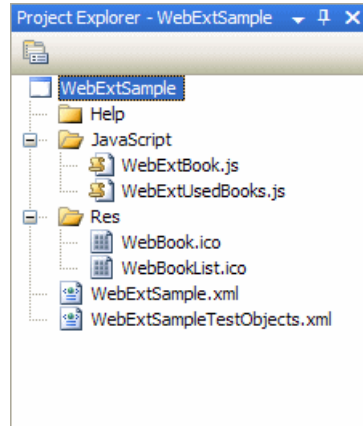 Project Explorer - WebExtSample
WebExtSample
Help
JavaScript
WebExtBook.js
WebExtUsedBooks.js
Res
WebBook.ico
WebBookList.ico
WebExtSample.xml
WebExtSampleTestObjects.xml